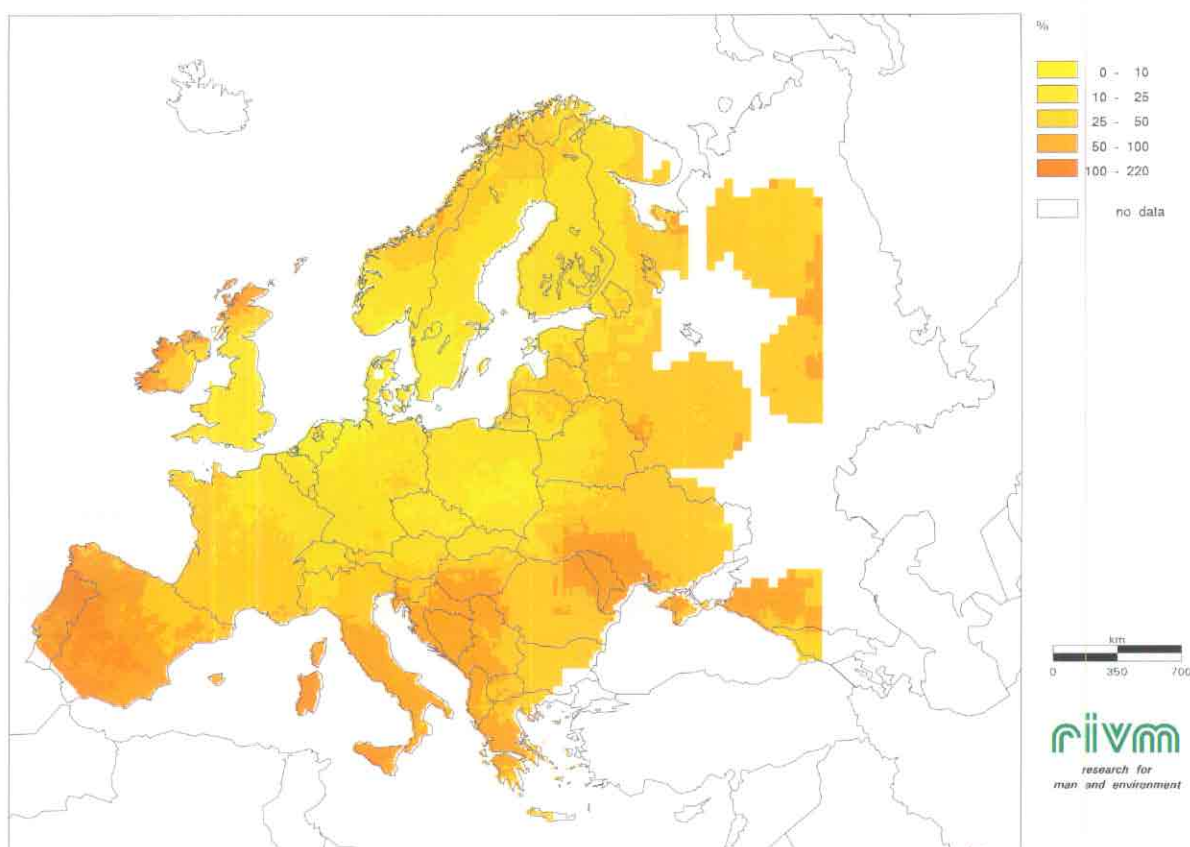 %
0 - 10
10 - 25
25 - 50
50 - 100
100 - 220
no data
km
0 350 700
rivm
research for
man and environment